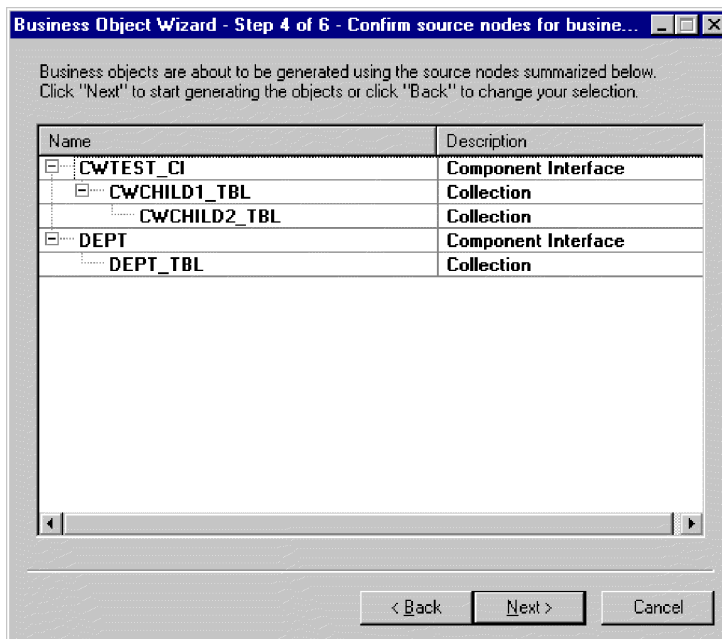 Business Object Wizard - Step 4 of 6 - Confirm source nodes for busine...
Business objects are about to be generated using the source nodes summarized below.
Click "Next" to start generating the objects or click "Back" to change your selection.
Name Description
CWTEST_CI Component Interface
CWCHILD1_TBL Collection
CWCHILD2_TBL Collection
DEPT Component Interface
DEPT_TBL Collection
< Back Next > Cancel